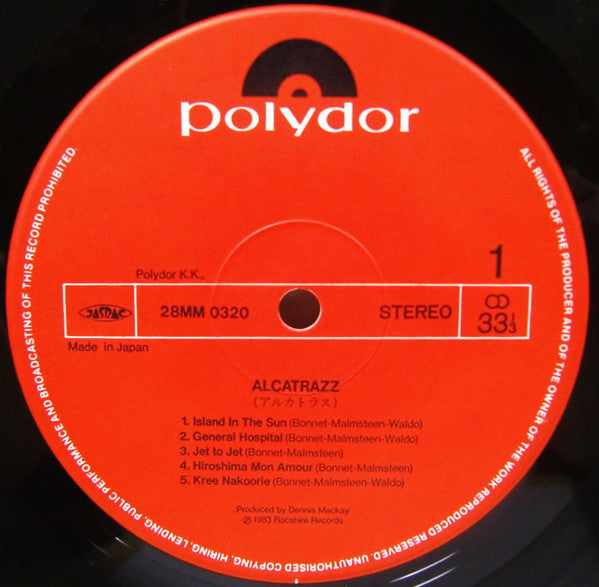 polydor
ALL RIGHTS OF THE PRODUCER AND OF THE OWNER OF THE WORK REPRODUCED RESERVED. UNAUTHORISED COPYING, HIRING, LENDING, PUBLIC PERFORMANCE AND BROADCASTING OF THIS RECORD PROHIBITED.
1
Polydor K.K.,
JASRAC
28MM 0320
STEREO
CD
33 1/3
Made in Japan
ALCATRAZZ
(アルカトラス)
1. Island In The Sun (Bonnet-Malmsteen-Waldo)
2. General Hospital (Bonnet-Malmsteen-Waldo)
3. Jet to Jet (Bonnet-Malmsteen)
4. Hiroshima Mon Amour (Bonnet-Malmsteen)
5. Kree Nakoorie (Bonnet-Malmsteen-Waldo)
Produced by Dennis Mackay
℗ 1983 Rocshire Records